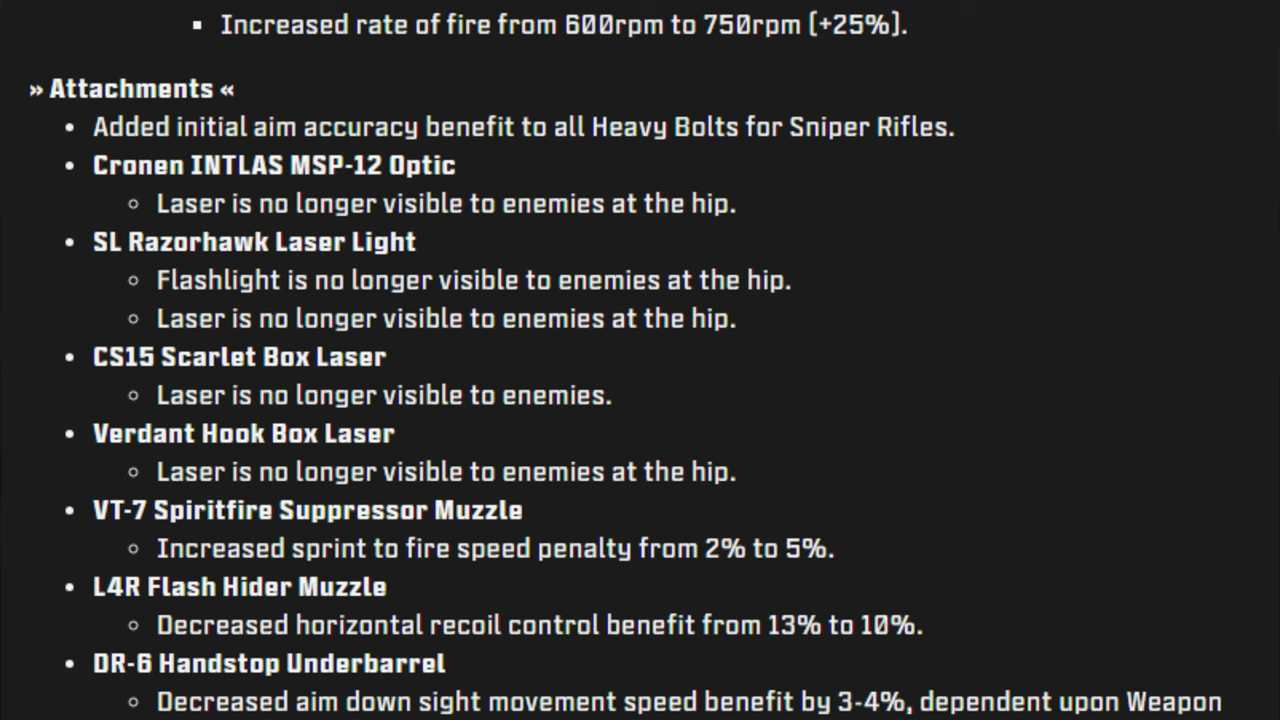 ▪ Increased rate of fire from 600rpm to 750rpm (+25%).
» Attachments «
• Added initial aim accuracy benefit to all Heavy Bolts for Sniper Rifles.
• Cronen INTLAS MSP-12 Optic
◦ Laser is no longer visible to enemies at the hip.
• SL Razorhawk Laser Light
◦ Flashlight is no longer visible to enemies at the hip.
◦ Laser is no longer visible to enemies at the hip.
• CS15 Scarlet Box Laser
◦ Laser is no longer visible to enemies.
• Verdant Hook Box Laser
◦ Laser is no longer visible to enemies at the hip.
• VT-7 Spiritfire Suppressor Muzzle
◦ Increased sprint to fire speed penalty from 2% to 5%.
• L4R Flash Hider Muzzle
◦ Decreased horizontal recoil control benefit from 13% to 10%.
• DR-6 Handstop Underbarrel
◦ Decreased aim down sight movement speed benefit by 3-4%, dependent upon Weapon